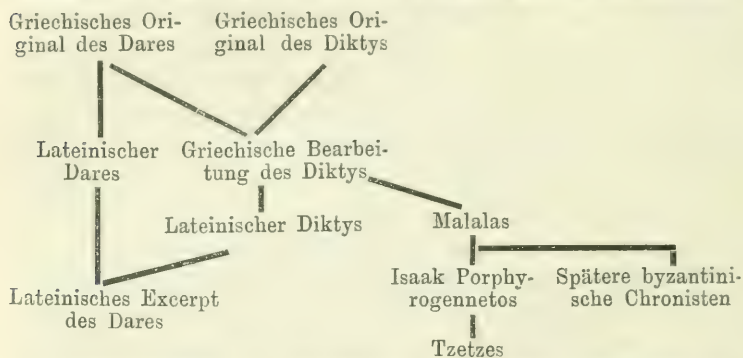 Griechisches Ori-
ginal des Dares
Griechisches Ori-
ginal des Diktys
Lateinischer
Dares
Griechische Bearbei-
tung des Diktys
Lateinischer Diktys
Malalas
Lateinisches Excerpt
des Dares
Isaak Porphy-
rogennetos
Spätere byzantini-
sche Chronisten
Tzetzes